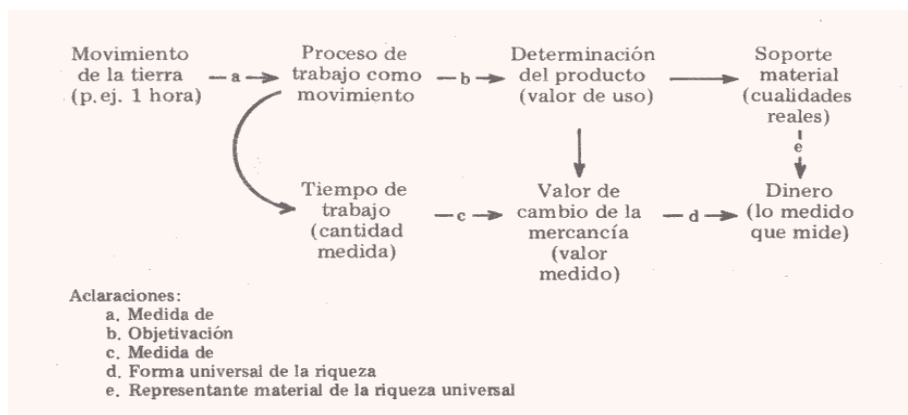 Movimiento
de la tierra
(p. ej. 1 hora)
a
Proceso de
trabajo como
movimiento
b
Determinación
del producto
(valor de uso)
Soporte
material
(cualidades
reales)
e
Tiempo de
trabajo
(cantidad
medida)
c
Valor de
cambio de la
mercancía
(valor
medido)
d
Dinero
(lo medido
que mide)
Aclaraciones:
a. Medida de
b. Objetivación
c. Medida de
d. Forma universal de la riqueza
e. Representante material de la riqueza universal